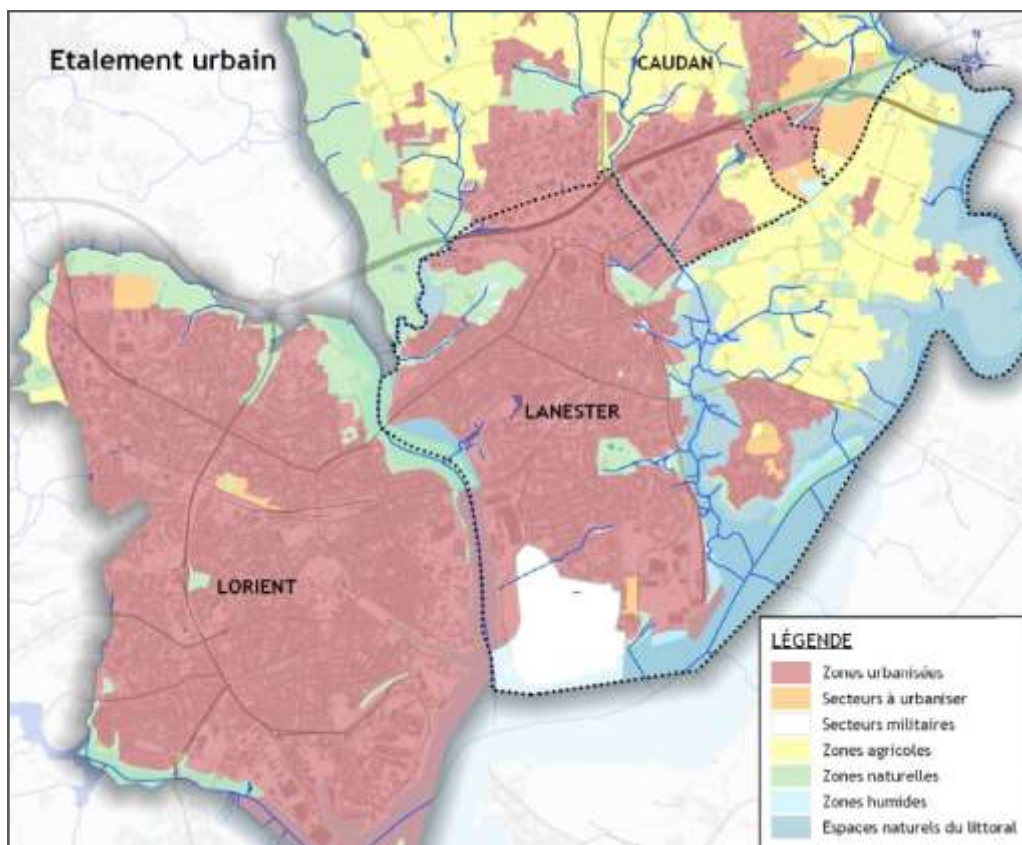 Etalement urbain
CAUDAN
N
LANESTER
LORIENT
LÉGENDE
Zones urbanisées
Secteurs à urbaniser
Secteurs militaires
Zones agricoles
Zones naturelles
Zones humides
Espaces naturels du littoral